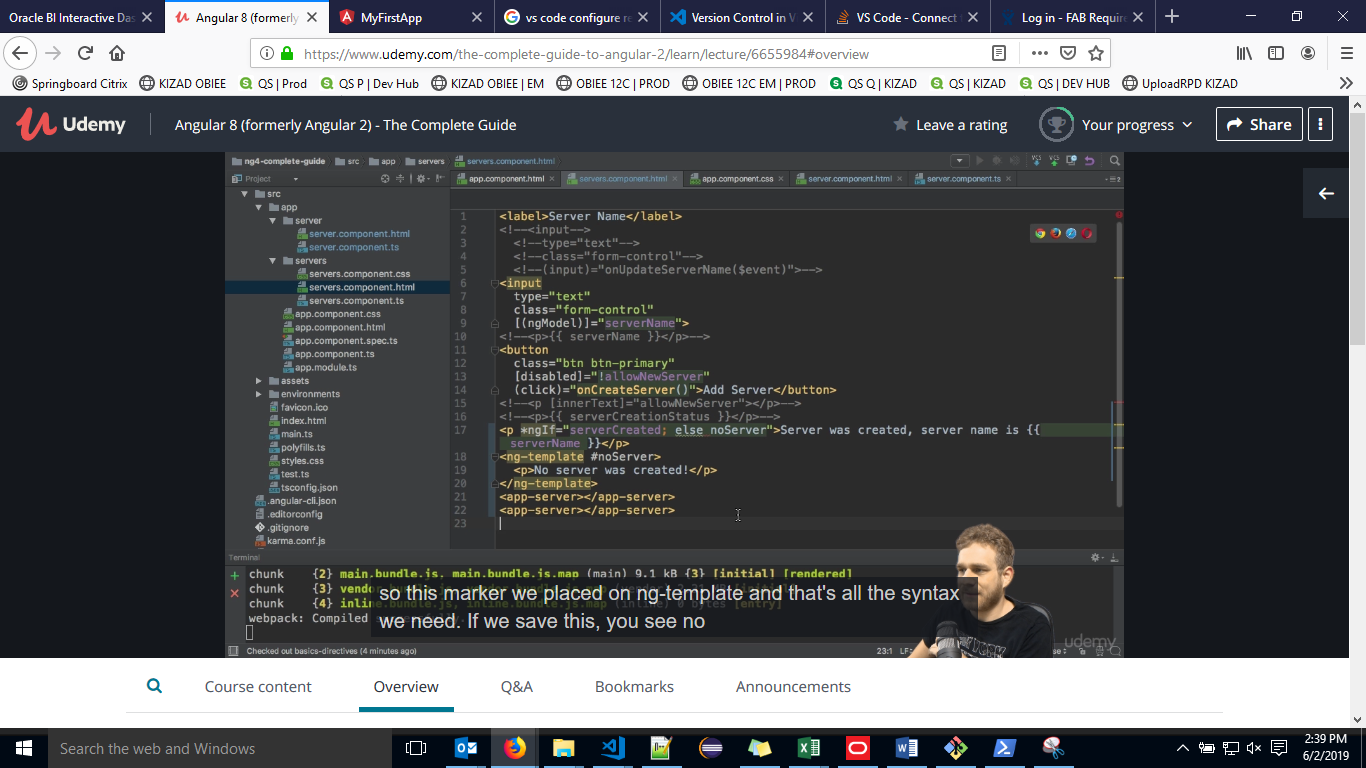 Oracle BI Interactive Das
Angular 8 (formerly
MyFirstApp
vs code configure re
Version Control in V
VS Code - Connect
Log in - FAB Require
https://www.udemy.com/the-complete-guide-to-angular-2/learn/lecture/6655984#overview
Springboard Citrix
KIZAD OBIEE
QS | Prod
QS P | Dev Hub
KIZAD OBIEE | EM
OBIEE 12C | PROD
OBIEE 12C EM | PROD
QS Q | KIZAD
QS | KIZAD
QS | DEV HUB
UploadRPD KIZAD
Udemy
Angular 8 (formerly Angular 2) - The Complete Guide
Leave a rating
Your progress
Share
ng4-complete-guide
src
app
servers
servers.component.html
Project
app.component.html
servers.component.html
app.component.css
server.component.html
server.component.ts
src
app
server
server.component.html
server.component.ts
servers
servers.component.css
servers.component.html
servers.component.ts
app.component.css
app.component.html
app.component.spec.ts
app.component.ts
app.module.ts
assets
environments
favicon.ico
index.html
main.ts
polyfills.ts
styles.css
test.ts
tsconfig.json
.angular-cli.json
.editorconfig
.gitignore
karma.conf.js
1 <label>Server Name</label>
2 <!--<input-->
3 <!--type="text"-->
4 <!--class="form-control"-->
5 <!--(input)="onUpdateServerName($event)">-->
6 <input
7 type="text"
8 class="form-control"
9 [(ngModel)]="serverName">
10 <!--<p>{{ serverName }}</p>-->
11 <button
12 class="btn btn-primary"
13 [disabled]="!allowNewServer"
14 (click)="onCreateServer()">Add Server</button>
15 <!--<p [innerText]="allowNewServer"></p>-->
16 <!--<p>{{ serverCreationStatus }}</p>-->
17 <p *ngIf="serverCreated; else noServer">Server was created, server name is {{
serverName }}</p>
18 <ng-template #noServer>
19 <p>No server was created!</p>
20 </ng-template>
21 <app-server></app-server>
22 <app-server></app-server>
23
Terminal
chunk {2} main.bundle.js, main.bundle.js.map (main) 9.1 kB {3} [initial] [rendered]
chunk {3}
chunk {4}
webpack: Compiled
so this marker we placed on ng-template and that's all the syntax
we need. If we save this, you see no
udemy
Checked out basics-directives (4 minutes ago)
23:1
Course content
Overview
Q&A
Bookmarks
Announcements
Search the web and Windows
2:39 PM
6/2/2019